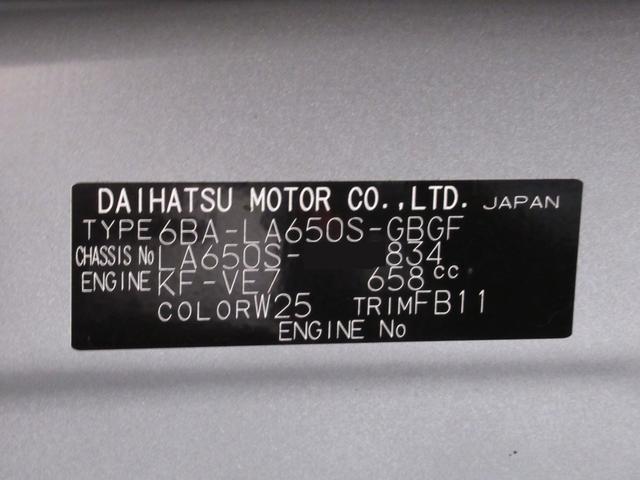 DAIHATSU MOTOR CO.,LTD. JAPAN
TYPE 6BA-LA650S-GBGF
CHASSIS No LA650S- 834
ENGINE KF-VE7 658cc
COLOR W25 TRIM FB11
ENGINE No